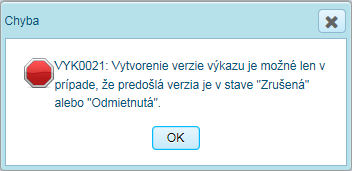 Chyba
VYK0021: Vytvorenie verzie výkazu je možné len v
prípade, že predošlá verzia je v stave "Zrušená"
alebo "Odmietnutá".
OK